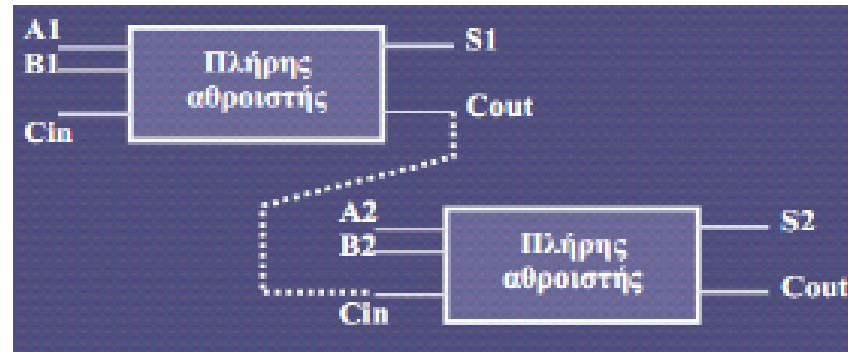 A1
B1
Cin
Πλήρης
αθροιστής
S1
Cout
A2
B2
Cin
Πλήρης
αθροιστής
S2
Cout